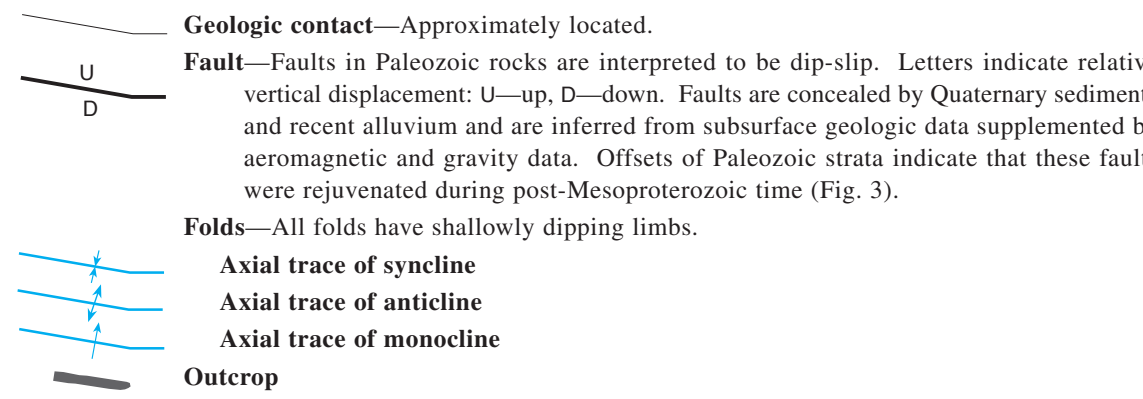 Geologic contact—Approximately located.
U
Fault—Faults in Paleozoic rocks are interpreted to be dip-slip. Letters indicate
D
vertical displacement: U—up, D—down. Faults are concealed by Quaternary
and recent alluvium and are inferred from subsurface geologic data supplemented
aeromagnetic and gravity data. Offsets of Paleozoic strata indicate that these
were rejuvenated during post-Mesoproterozoic time (Fig. 3).
Folds—All folds have shallowly dipping limbs.
Axial trace of syncline
Axial trace of anticline
Axial trace of monocline
Outcrop